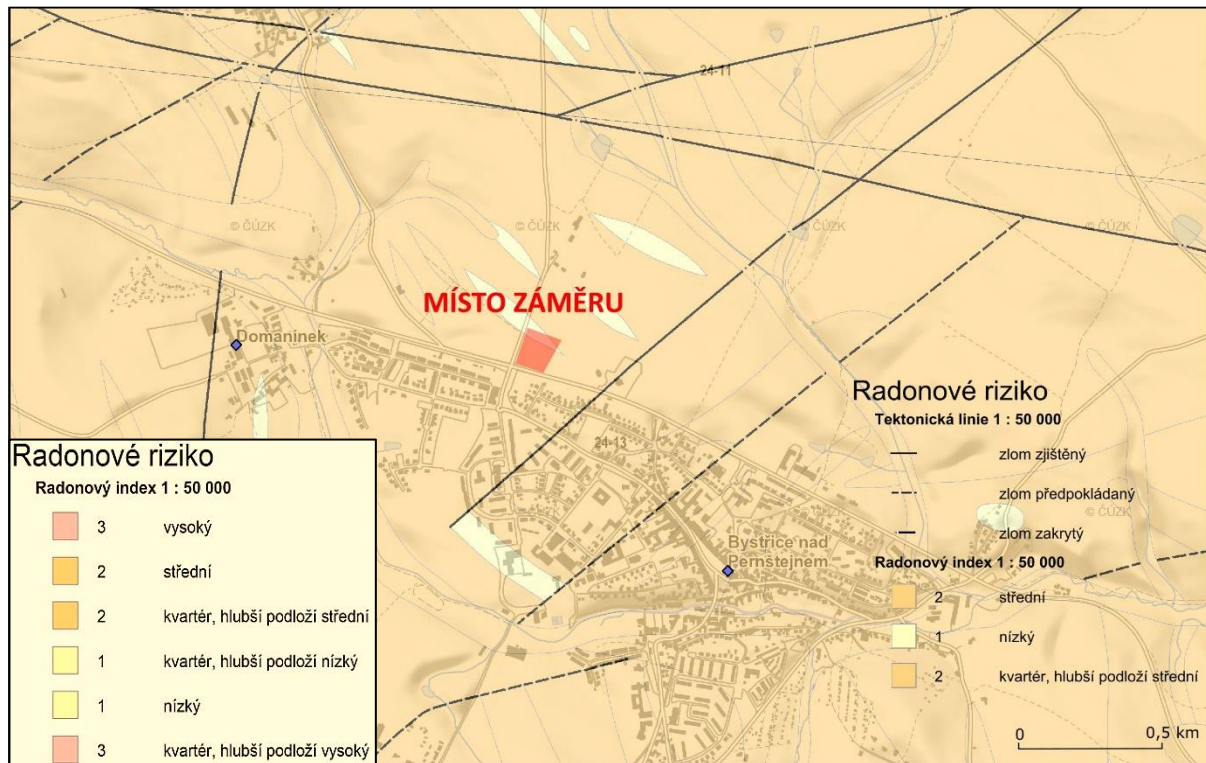 24-11
© ČÚZK
© ČÚZK
© ČÚZK
© ČÚZK
MÍSTO ZÁMĚRU
Domanínek
24-13
© ČÚZK
© ČÚZK
Bystřice nad
Pernštejnem
Radonové riziko
Radonový index 1 : 50 000
3 vysoký
2 střední
2 kvartér, hlubší podloží střední
1 kvartér, hlubší podloží nízký
1 nízký
3 kvartér, hlubší podloží vysoký
Radonové riziko
Tektonická linie 1 : 50 000
zlom zjištěný
zlom předpokládaný
zlom zakrytý
Radonový index 1 : 50 000
2 střední
1 nízký
2 kvartér, hlubší podloží střední
0 0,5 km